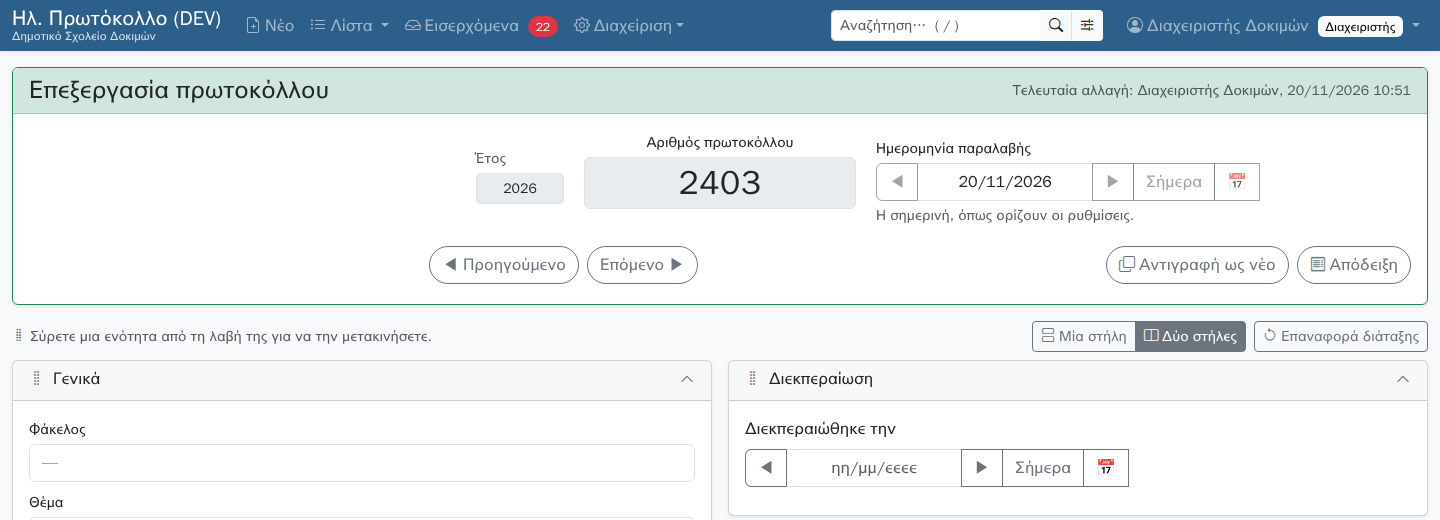 Ηλ. Πρωτόκολλο (DEV)
Δημοτικό Σχολείο Δοκιμών
Νέο
Λίστα
Εισερχόμενα 22
Διαχείριση
Αναζήτηση… ( / )
Διαχειριστής Δοκιμών Διαχειριστής
Επεξεργασία πρωτοκόλλου
Τελευταία αλλαγή: Διαχειριστής Δοκιμών, 20/11/2026 10:51
Έτος
2026
Αριθμός πρωτοκόλλου
2403
Ημερομηνία παραλαβής
◀ 20/11/2026 ▶ Σήμερα
Η σημερινή, όπως ορίζουν οι ρυθμίσεις.
◀ Προηγούμενο
Επόμενο ▶
Αντιγραφή ως νέο
Απόδειξη
Σύρετε μια ενότητα από τη λαβή της για να την μετακινήσετε.
Μία στήλη
Δύο στήλες
Επαναφορά διάταξης
Γενικά
Φάκελος
—
Θέμα
Διεκπεραίωση
Διεκπεραιώθηκε την
◀ ηη/μμ/εεεε ▶ Σήμερα